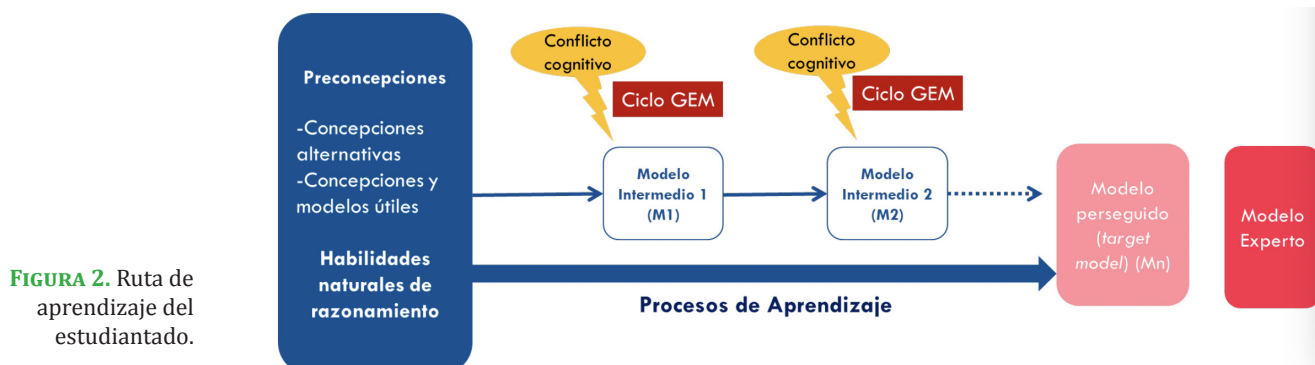 Preconcepciones
-Concepciones
alternativas
-Concepciones y
modelos útiles
Habilidades
naturales de
razonamiento
Conflicto
cognitivo
Ciclo GEM
Modelo
Intermedio 1
(M1)
Conflicto
cognitivo
Ciclo GEM
Modelo
Intermedio 2
(M2)
Procesos de Aprendizaje
Modelo
perseguido
(target
model) (Mn)
Modelo
Experto
FIGURA 2. Ruta de
aprendizaje del
estudiantado.